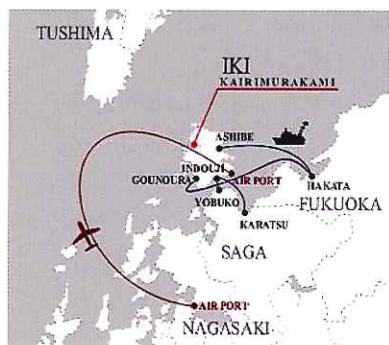 TUSHIMA
IKI
KAIRIMURAKAMI
ASHIBE
INDOUJI
GOUNOURA
AIR PORT
HAKATA
YOBUKO
FUKUOKA
KARATSU
SAGA
AIR PORT
NAGASAKI